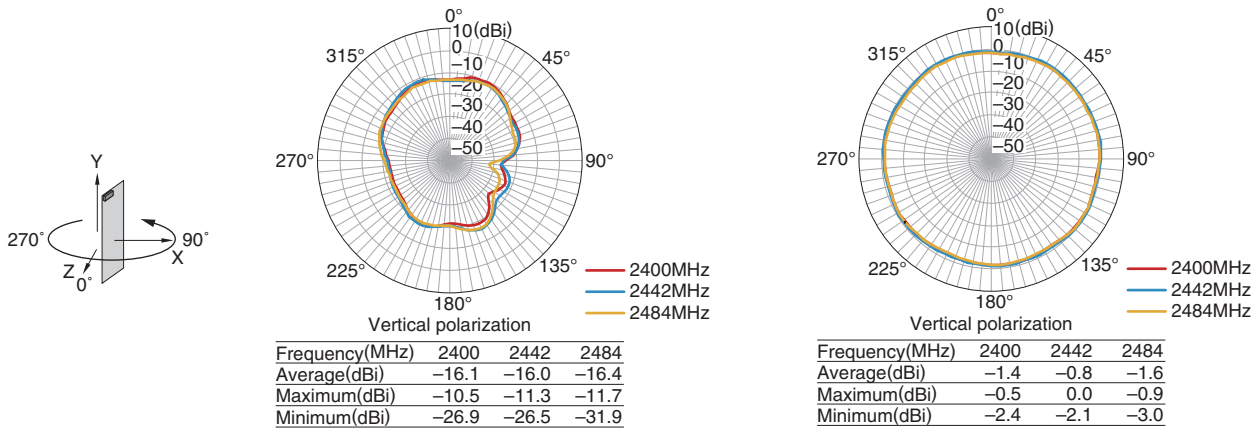 Y
270˚
90˚
X
Z
0˚
0°
10(dBi)
0
–10
–20
–30
–40
–50
45°
90°
135°
180°
225°
270°
315°
Vertical polarization
2400MHz
2442MHz
2484MHz
Frequency(MHz) 2400 2442 2484
Average(dBi) –16.1 –16.0 –16.4
Maximum(dBi) –10.5 –11.3 –11.7
Minimum(dBi) –26.9 –26.5 –31.9
0°
10(dBi)
0
–10
–20
–30
–40
–50
45°
90°
135°
180°
225°
270°
315°
Vertical polarization
2400MHz
2442MHz
2484MHz
Frequency(MHz) 2400 2442 2484
Average(dBi) –1.4 –0.8 –1.6
Maximum(dBi) –0.5 0.0 –0.9
Minimum(dBi) –2.4 –2.1 –3.0